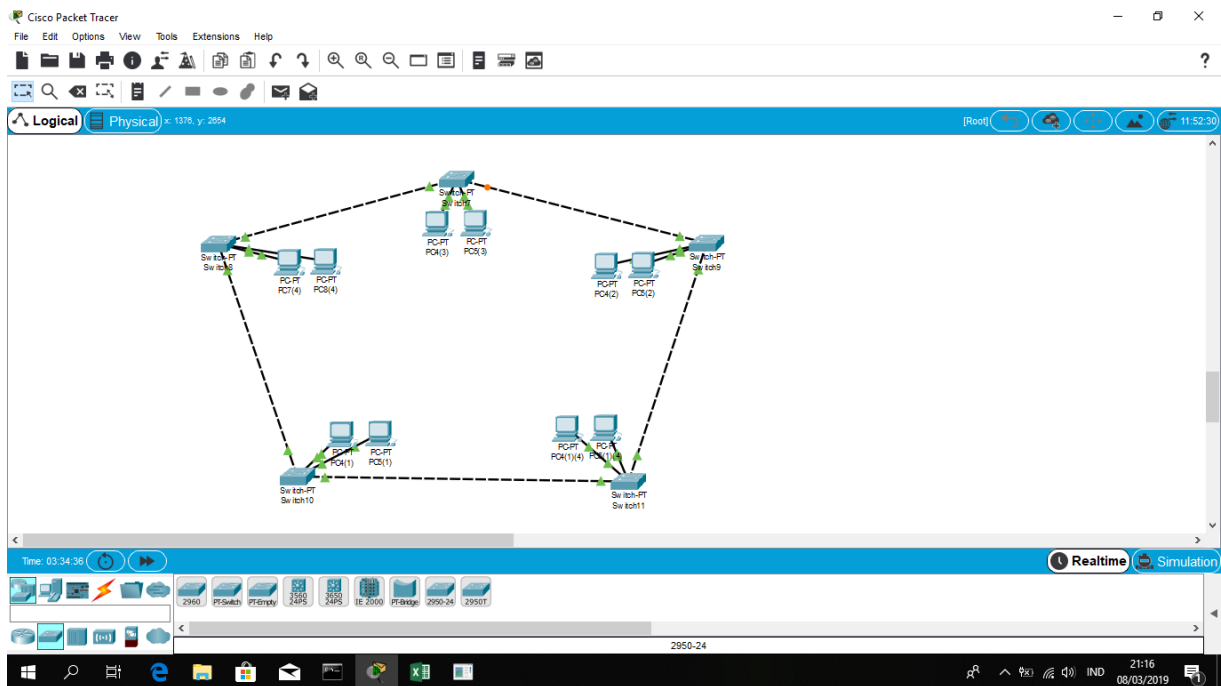 Cisco Packet Tracer
File Edit Options View Tools Extensions Help
Logical Physical x: 1376, y: 2654 [Root] 11:52:30
Switch-PT
Switch7
PC-PT
PC4(3)
PC-PT
PC5(3)
Switch-PT
Switch8
PC-PT
PC7(4)
PC-PT
PC8(4)
Switch-PT
Switch9
PC-PT
PC4(2)
PC-PT
PC5(2)
PC-PT
PC4(1)
PC-PT
PC5(1)
Switch-PT
Switch10
PC-PT
PC4(1)(4)
PC-PT
Switch-PT
Switch11
Time: 03:34:36 Realtime Simulation
2960 PT-Switch PT-Empty 3560 24PS 3650 24PS IE 2000 PT-Bridge 2950-24 2950T
2950-24
IND 21:16
08/03/2019